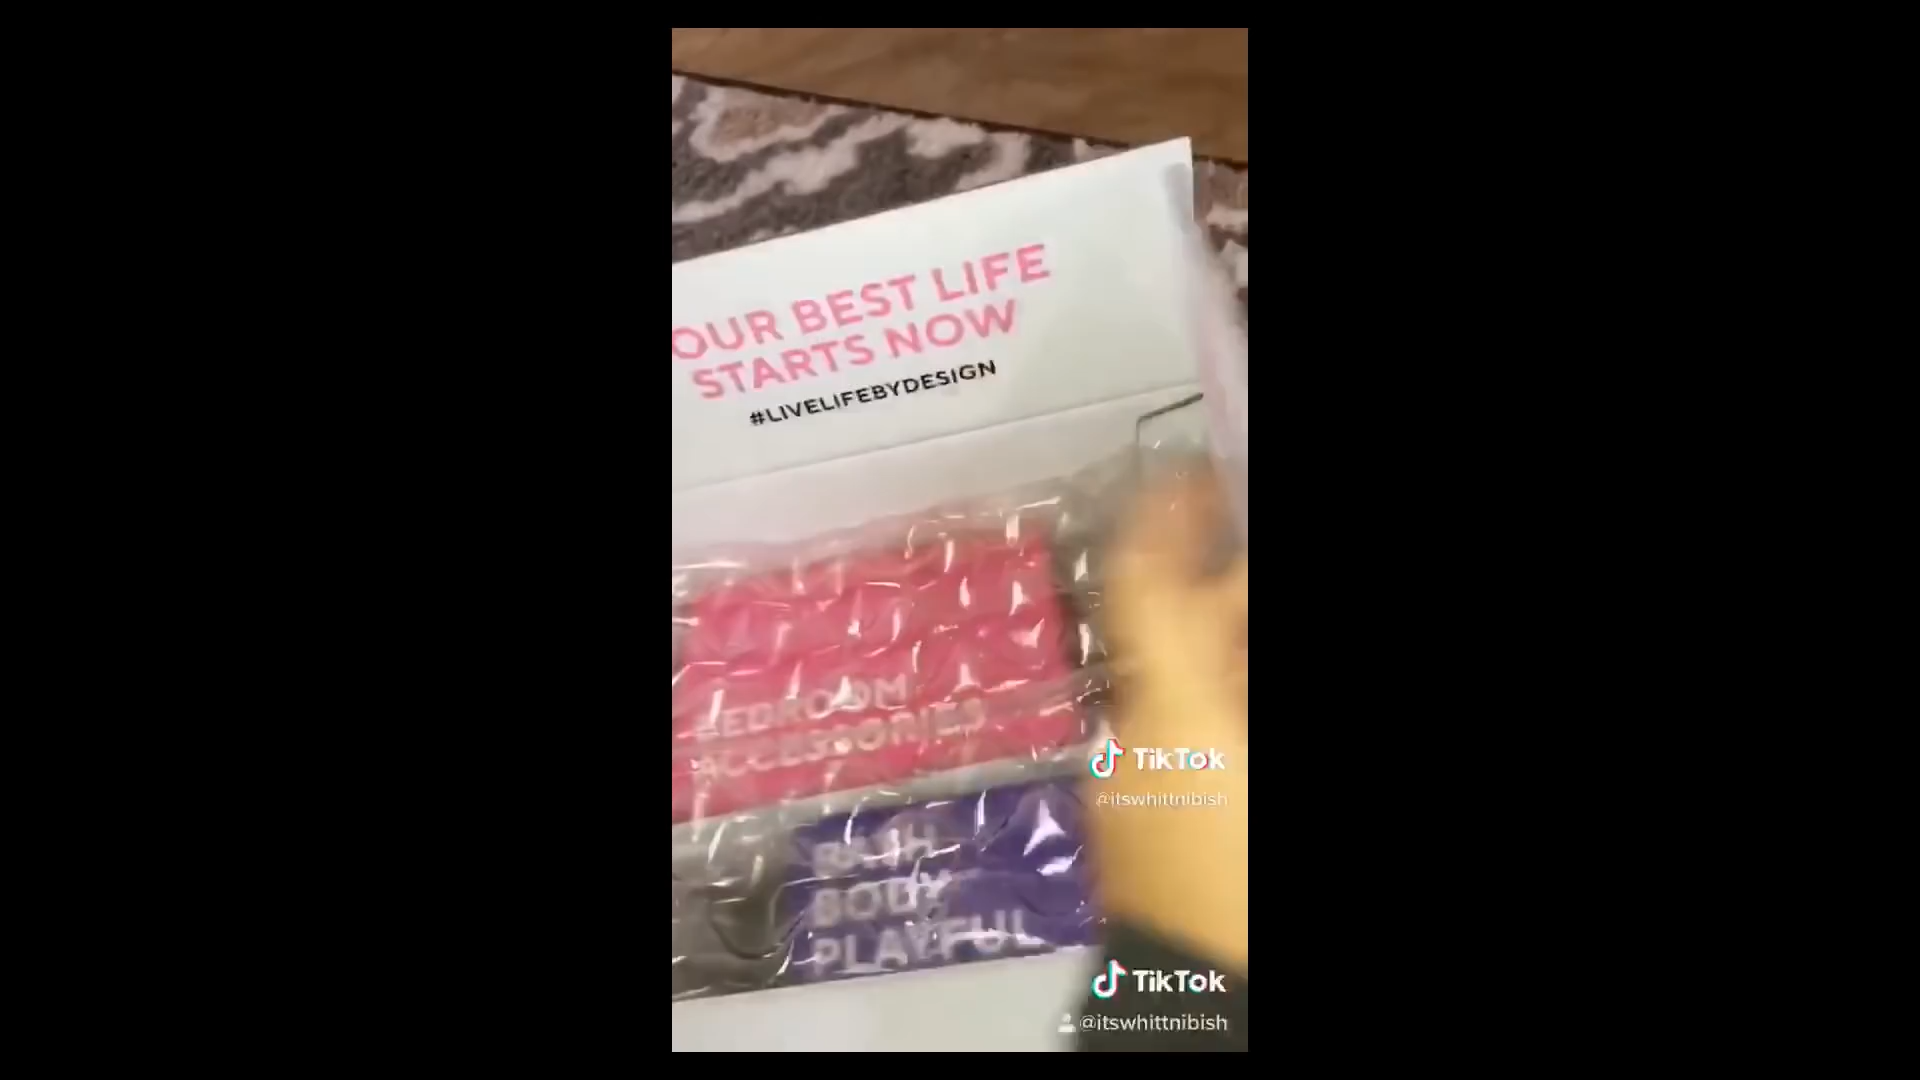 OUR BEST LIFE
STARTS NOW
#LIVELIFEBYDESIGN
BEDROOM
ACCESSORIES
BATH
BODY
PLAYFUL
TikTok
@itswhittnibish
TikTok
@itswhittnibish